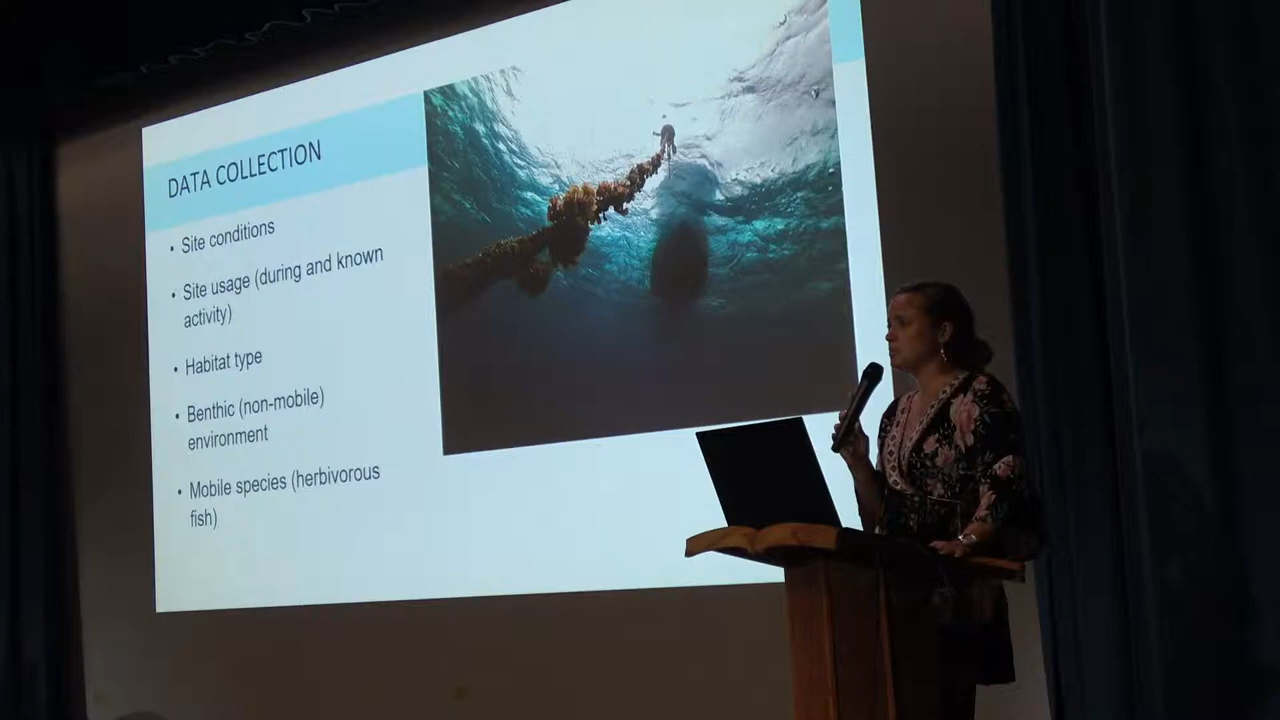 DATA COLLECTION
• Site conditions
• Site usage (during and known
activity)
• Habitat type
• Benthic (non-mobile)
environment
• Mobile species (herbivorous
fish)